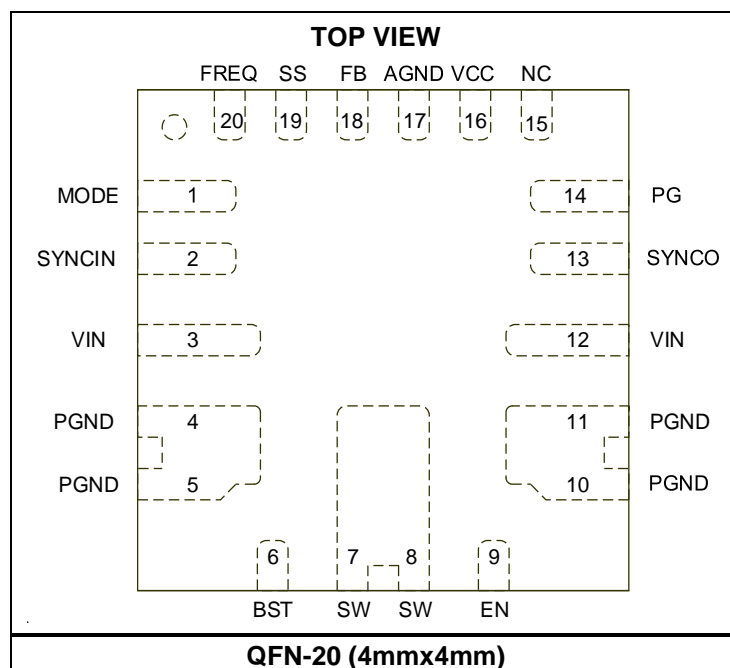 TOP VIEW
FREQ SS FB AGND VCC NC
20 19 18 17 16 15
MODE 1 14 PG
SYNCIN 2 13 SYNCO
VIN 3 12 VIN
PGND 4 11 PGND
PGND 5 10 PGND
6 7 8 9
BST SW SW EN
QFN-20 (4mmx4mm)